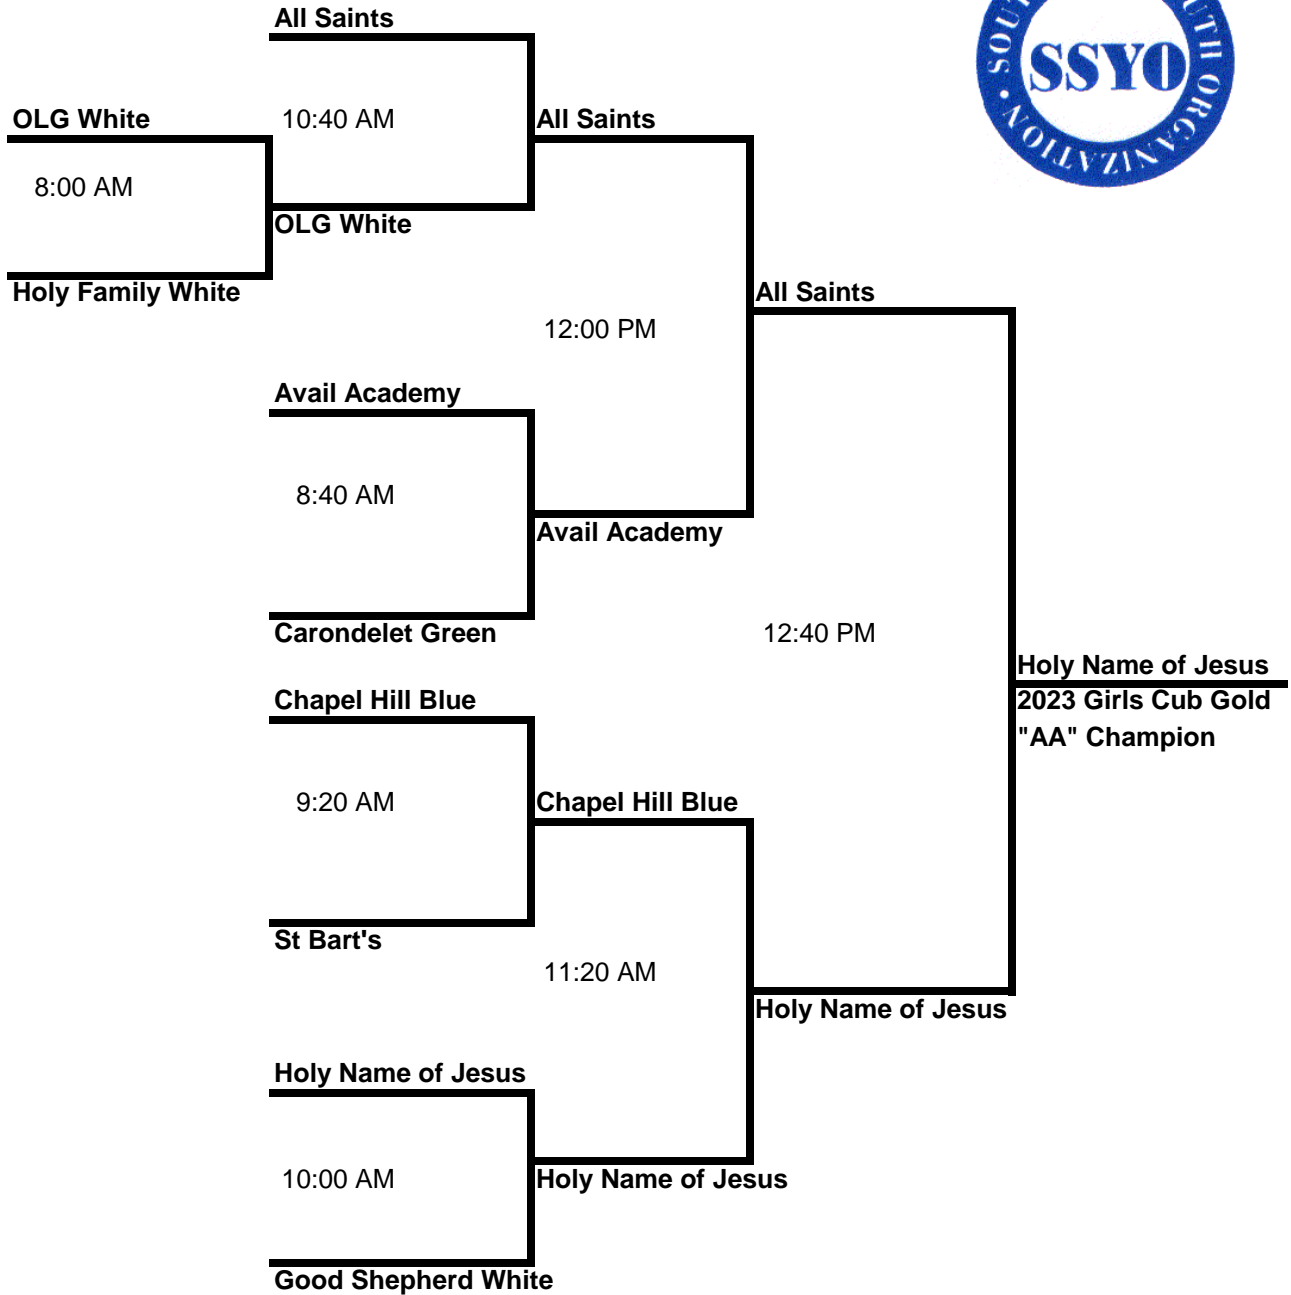 All Saints
SSYO
OLG White
10:40 AM
All Saints
8:00 AM
OLG White
Holy Family White
All Saints
12:00 PM
Avail Academy
8:40 AM
Avail Academy
Carondelet Green
12:40 PM
Holy Name of Jesus
Chapel Hill Blue
2023 Girls Cub Gold
"AA" Champion
9:20 AM
Chapel Hill Blue
St Bart's
11:20 AM
Holy Name of Jesus
Holy Name of Jesus
10:00 AM
Holy Name of Jesus
Good Shepherd White
ORGANIZATION